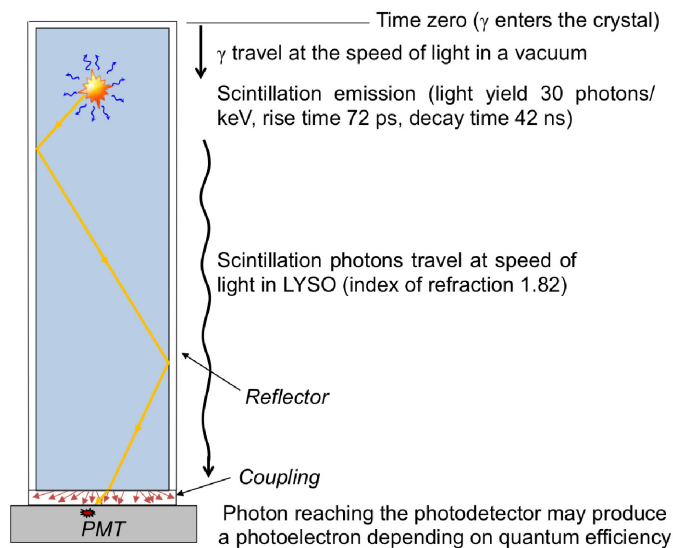 Time zero (γ enters the crystal)
γ travel at the speed of light in a vacuum
Scintillation emission (light yield 30 photons/
keV, rise time 72 ps, decay time 42 ns)
Scintillation photons travel at speed of
light in LYSO (index of refraction 1.82)
Reflector
Coupling
PMT
Photon reaching the photodetector may produce
a photoelectron depending on quantum efficiency